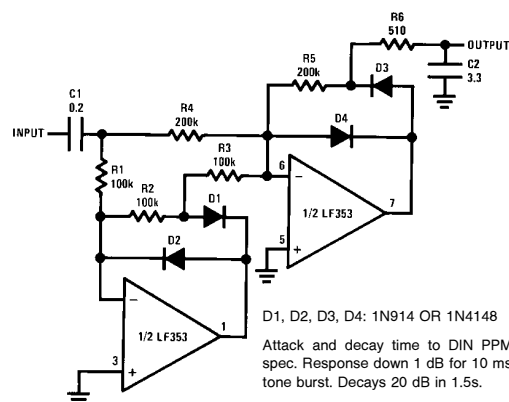 R6
510
OUTPUT
R5
200k
D3
C2
3.3
C1
0.2
R4
200k
D4
INPUT
R3
100k
R1
100k
R2
100k
D1
6
−
7
1/2 LF353
5
+
D2
−
1/2 LF353
1
3
+
D1, D2, D3, D4: 1N914 OR 1N4148
Attack and decay time to DIN PPM
spec. Response down 1 dB for 10 ms
tone burst. Decays 20 dB in 1.5s.